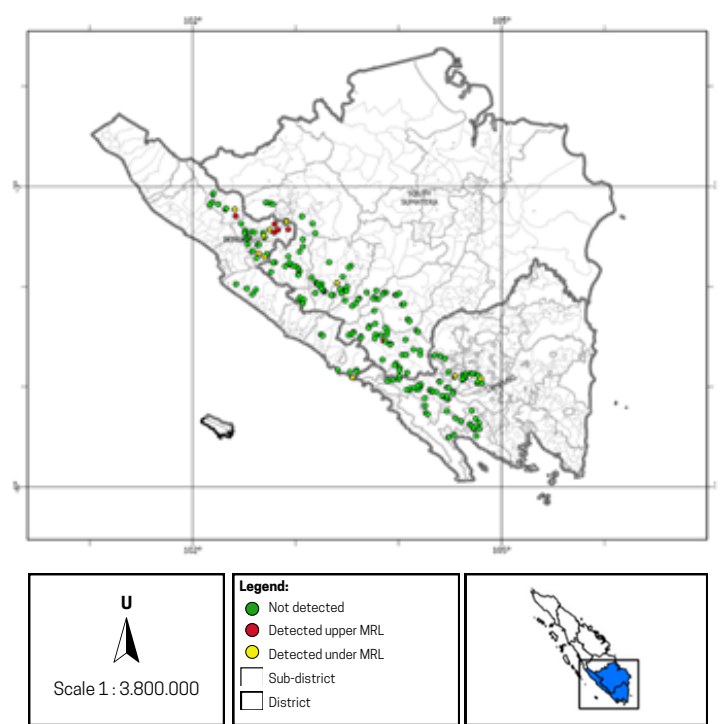 102°
105°
SOUTH
SUMATERA
102°
105°
U
Scale 1 : 3.800.000
Legend:
Not detected
Detected upper MRL
Detected under MRL
Sub-district
District